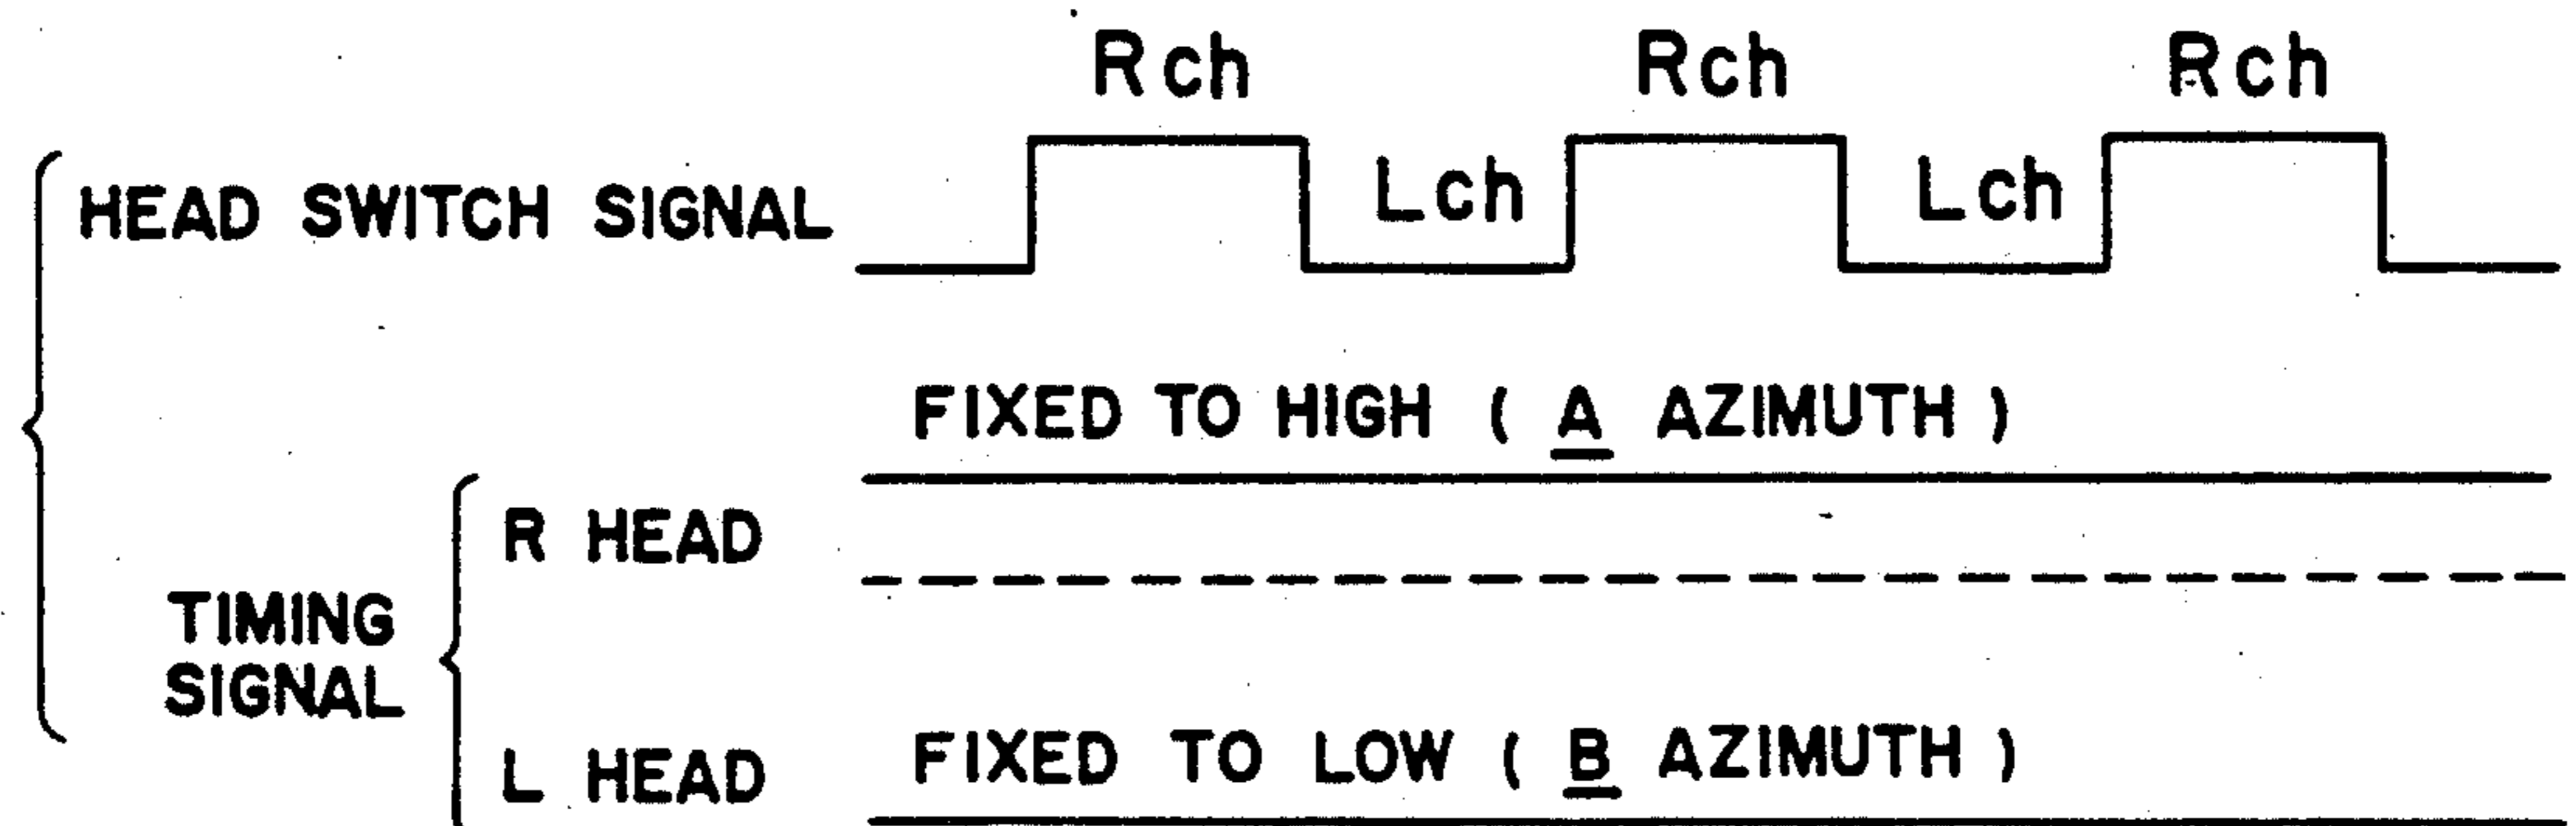 Rch Rch Rch
HEAD SWITCH SIGNAL Lch Lch
FIXED TO HIGH ( A AZIMUTH )
R HEAD
TIMING
SIGNAL
L HEAD FIXED TO LOW ( B AZIMUTH )